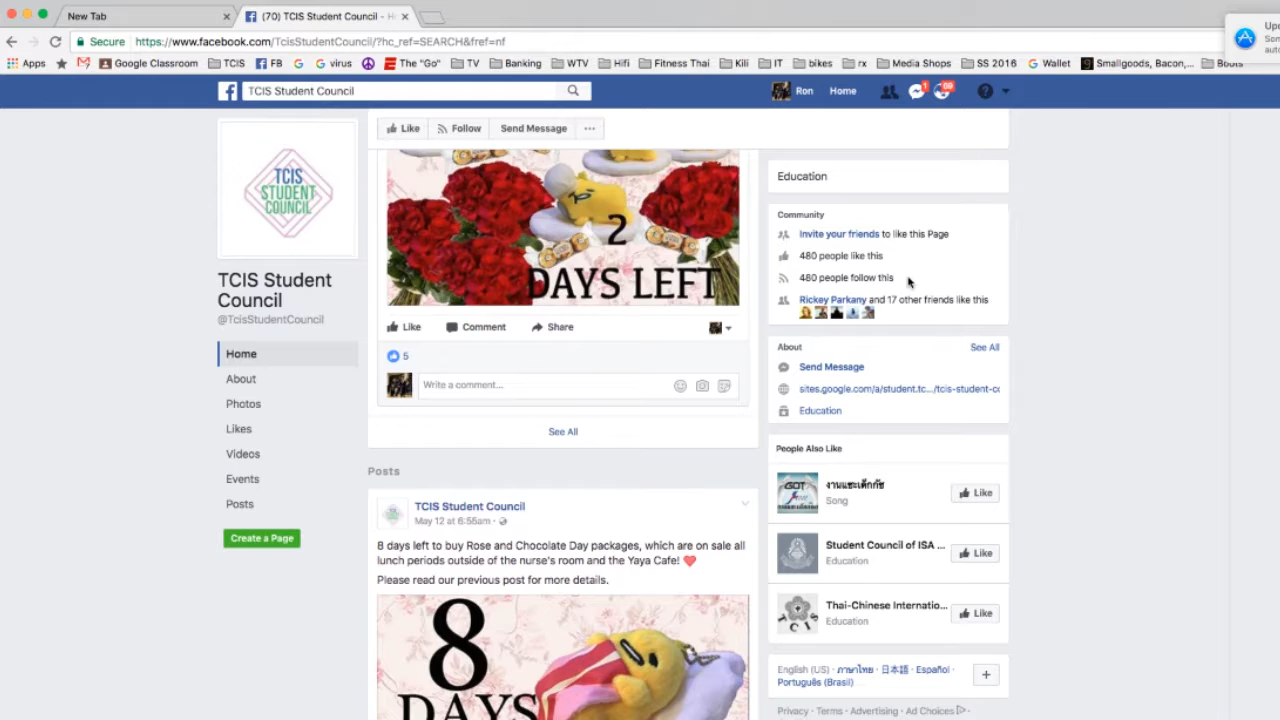 New Tab
(70) TCIS Student Council - H
Secure
https://www.facebook.com/TcisStudentCouncil/?hc_ref=SEARCH&fref=nf
Apps
Google Classroom
TCIS
FB
virus
The "Go"
TV
Banking
WTV
Hifi
Fitness Thai
Kili
IT
bikes
rx
Media Shops
SS 2016
Wallet
Smallgoods, Bacon,...
Boots
TCIS Student Council
Ron
Home
1
69
Like
Follow
Send Message
TCIS
STUDENT
COUNCIL
TCIS Student
Council
@TcisStudentCouncil
Home
About
Photos
Likes
Videos
Events
Posts
Create a Page
2
DAYS LEFT
Like
Comment
Share
5
Write a comment...
See All
Posts
TCIS Student Council
May 12 at 6:55am
8 days left to buy Rose and Chocolate Day packages, which are on sale all
lunch periods outside of the nurse's room and the Yaya Cafe!
Please read our previous post for more details.
8
DAYS
Education
Community
Invite your friends to like this Page
480 people like this
480 people follow this
Rickey Parkany and 17 other friends like this
About
See All
Send Message
sites.google.com/a/student.tc.../tcis-student-cc
Education
People Also Like
งานแซะเด็กกัซ
Song
Like
Student Council of ISA ...
Education
Like
Thai-Chinese Internatio...
Education
Like
English (US) · ภาษาไทย · 日本語 · Español ·
Português (Brasil)
Privacy · Terms · Advertising · Ad Choices